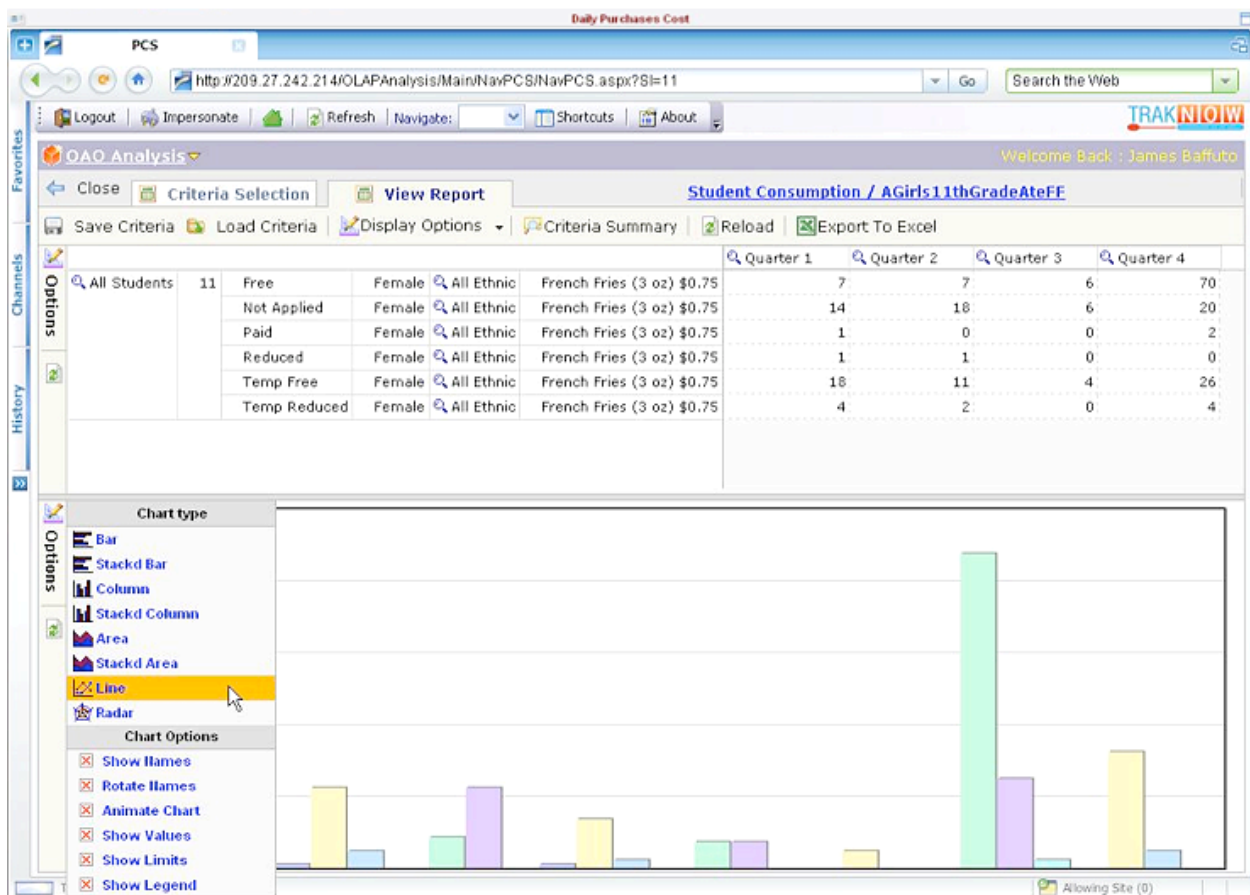 Daily Purchases Cost
PCS
http://209.27.242.214/OLAPAnalysis/Main/NavPCS/NavPCS.aspx?SI=11
Go
Search the Web
Logout
Impersonate
Refresh
Navigate:
Shortcuts
About
TRAKNOW
OAO Analysis
Welcome Back : James Baffuto
Close
Criteria Selection
View Report
Student Consumption / AGirls11thGradeAteFF
Save Criteria
Load Criteria
Display Options
Criteria Summary
Reload
Export To Excel
Favorites
Channels
History
Options
Quarter 1 Quarter 2 Quarter 3 Quarter 4
All Students 11 Free Female All Ethnic French Fries (3 oz) $0.75 7 7 6 70
Not Applied Female All Ethnic French Fries (3 oz) $0.75 14 18 6 20
Paid Female All Ethnic French Fries (3 oz) $0.75 1 0 0 2
Reduced Female All Ethnic French Fries (3 oz) $0.75 1 1 0 0
Temp Free Female All Ethnic French Fries (3 oz) $0.75 18 11 4 26
Temp Reduced Female All Ethnic French Fries (3 oz) $0.75 4 2 0 4
Options
Chart type
Bar
Stackd Bar
Column
Stackd Column
Area
Stackd Area
Line
Radar
Chart Options
Show Names
Rotate Names
Animate Chart
Show Values
Show Limits
Show Legend
Allowing Site (0)